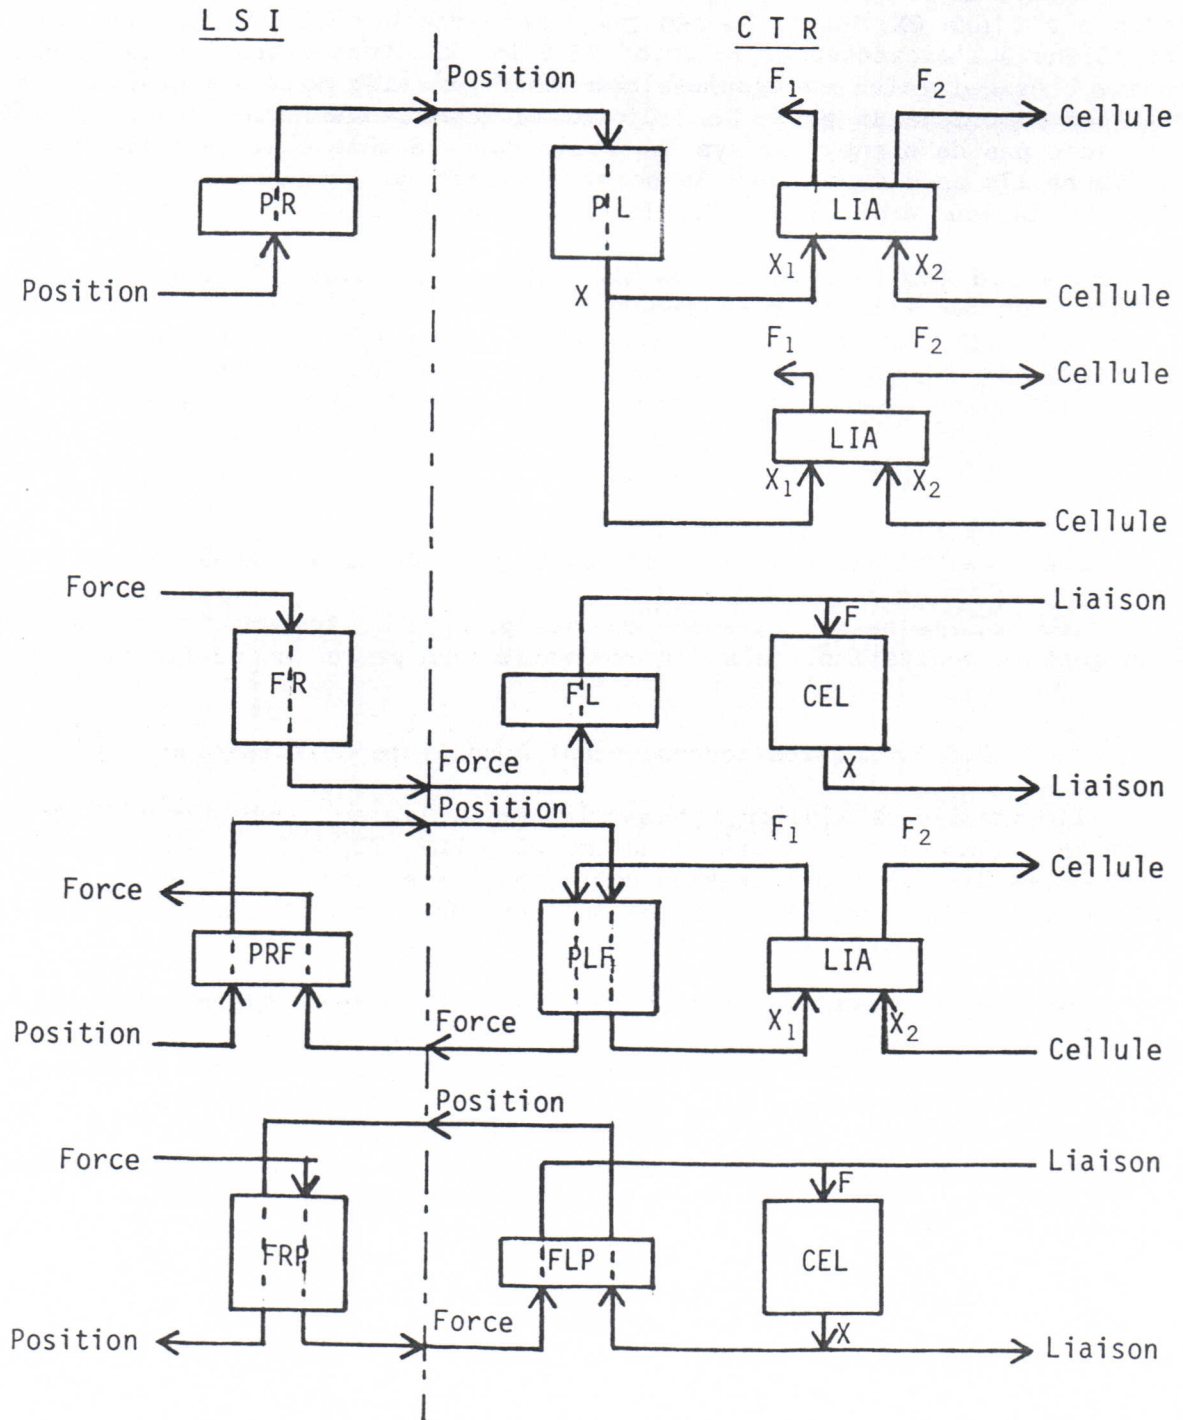 L S I
C T R
Position
F1
F2
Cellule
PR
PL
LIA
X1
X2
Position
X
Cellule
F1
F2
Cellule
LIA
X1
X2
Cellule
Force
Liaison
F
FR
FL
CEL
Force
X
Liaison
Position
F1
F2
Force
Cellule
PRF
PLF
LIA
Position
Force
X1
X2
Cellule
Position
Force
Liaison
F
FRP
FLP
CEL
Position
Force
X
Liaison